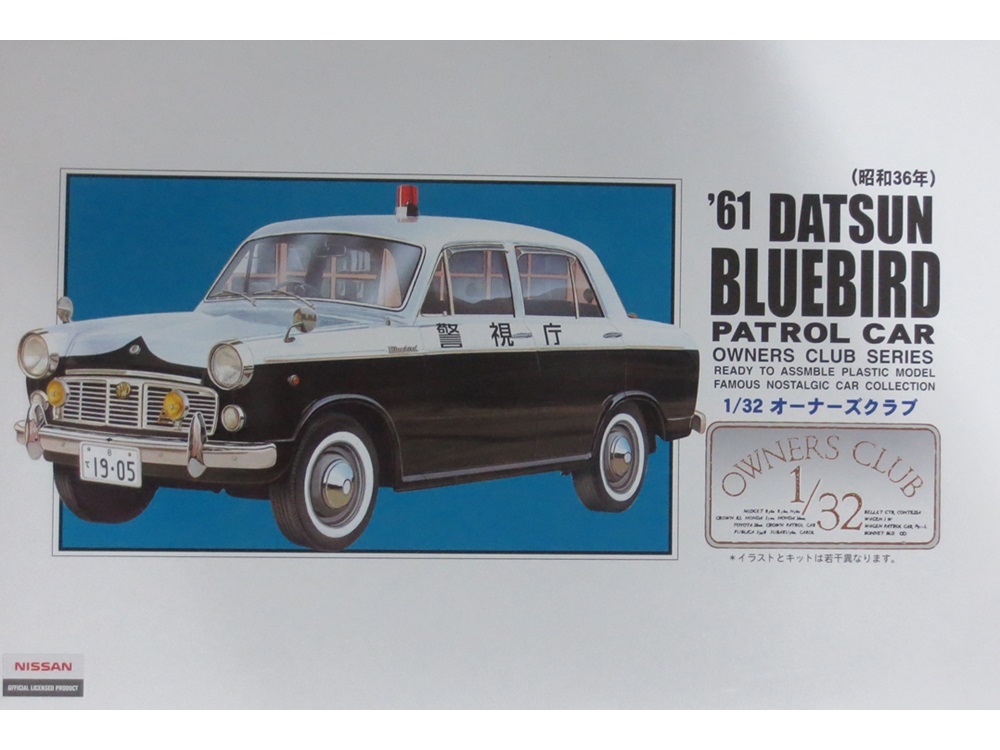 (昭和36年)
'61 DATSUN
BLUEBIRD
PATROL CAR
OWNERS CLUB SERIES
READY TO ASSMBLE PLASTIC MODEL
FAMOUS NOSTALGIC CAR COLLECTION
1/32 オーナーズクラブ
OWNERS CLUB
1/32
*イラストとキットは若干異なります。
警視庁
Bluebird
8
て 19-05
NISSAN
OFFICIAL LICENSED PRODUCT